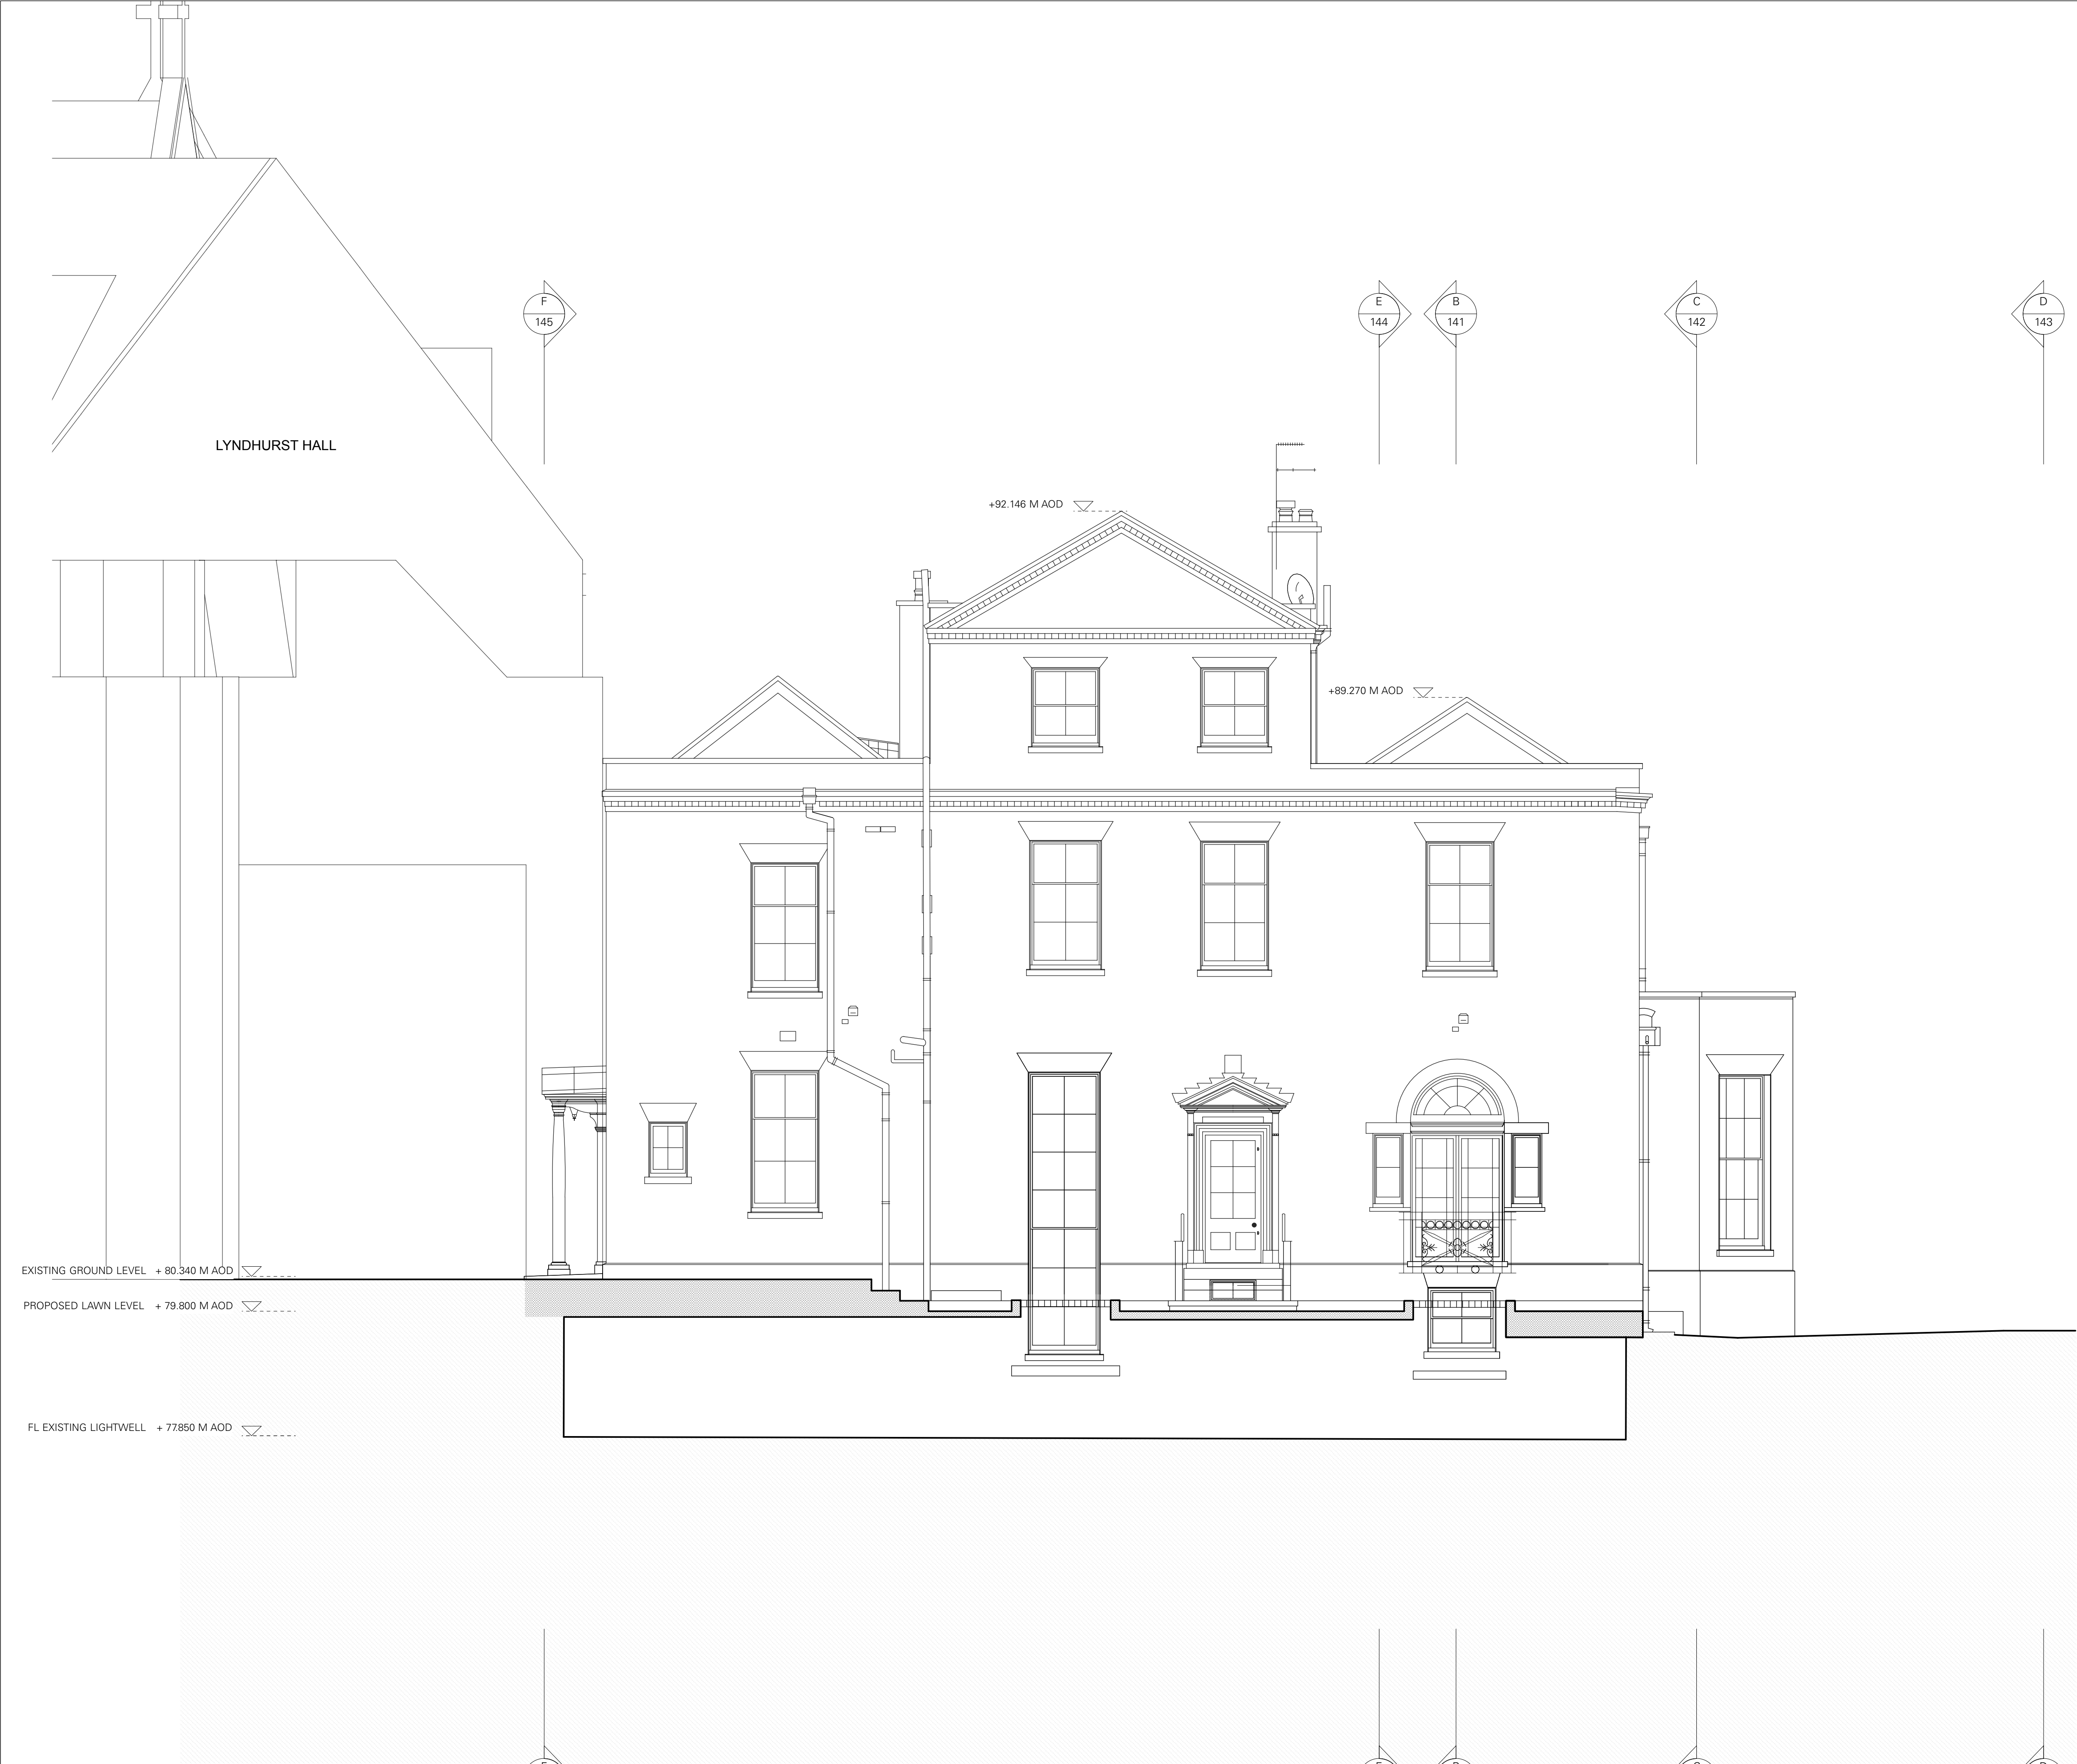 F
145
E
144
B
141
C
142
D
143
LYNDHURST HALL
+92.146 M AOD
+89.270 M AOD
EXISTING GROUND LEVEL + 80.340 M AOD
PROPOSED LAWN LEVEL + 79.800 M AOD
FL EXISTING LIGHTWELL + 77.850 M AOD